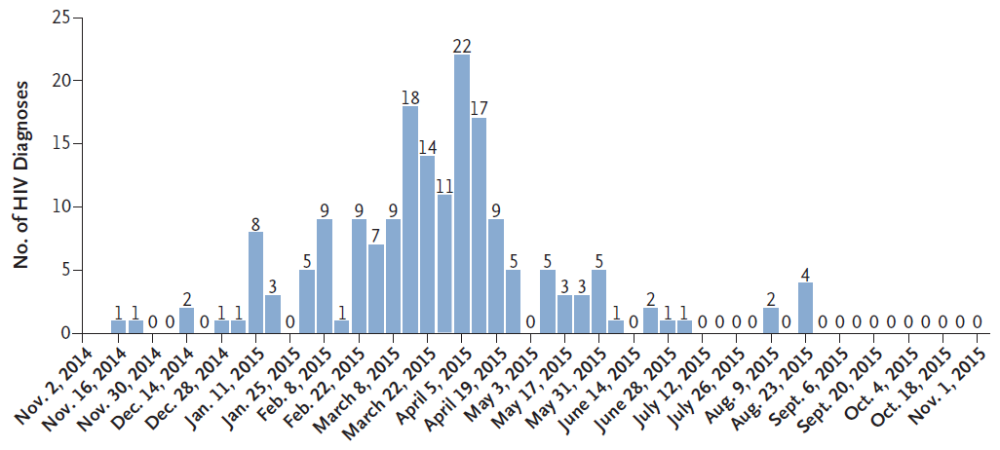 No. of HIV Diagnoses
25
20
15
10
5
0
1 1 0 0 2 0 1 1 8 3 0 5 9 1 9 7 9 18 14 11 22 17 9 5 0 5 3 3 5 1 0 2 1 1 0 0 0 0 2 0 4 0 0 0 0 0 0 0 0 0 0
Nov. 2, 2014
Nov. 16, 2014
Nov. 30, 2014
Dec. 14, 2014
Dec. 28, 2014
Jan. 11, 2015
Jan. 25, 2015
Feb. 8, 2015
Feb. 22, 2015
March 8, 2015
March 22, 2015
April 5, 2015
April 19, 2015
May 3, 2015
May 17, 2015
May 31, 2015
June 14, 2015
June 28, 2015
July 12, 2015
July 26, 2015
Aug. 9, 2015
Aug. 23, 2015
Sept. 6, 2015
Sept. 20, 2015
Oct. 4, 2015
Oct. 18, 2015
Nov. 1, 2015